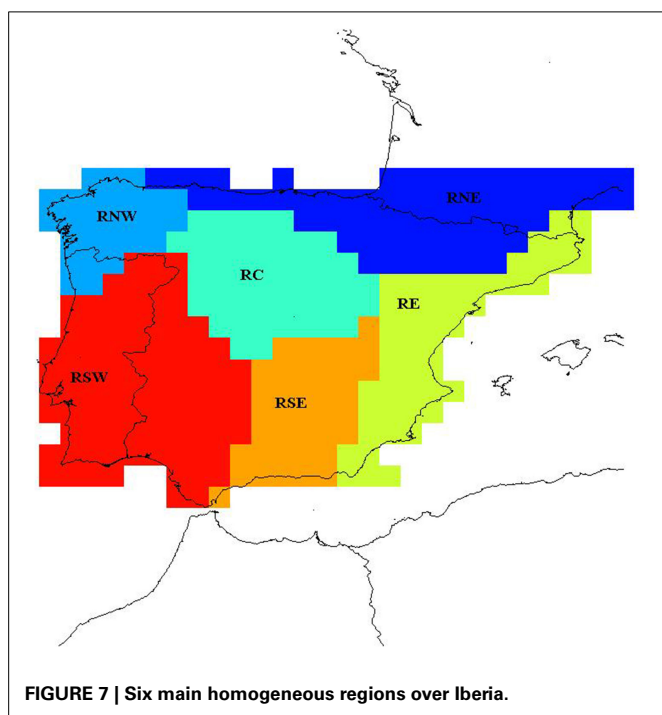 RNW
RNE
RC
RE
RSW
RSE
FIGURE 7 | Six main homogeneous regions over Iberia.